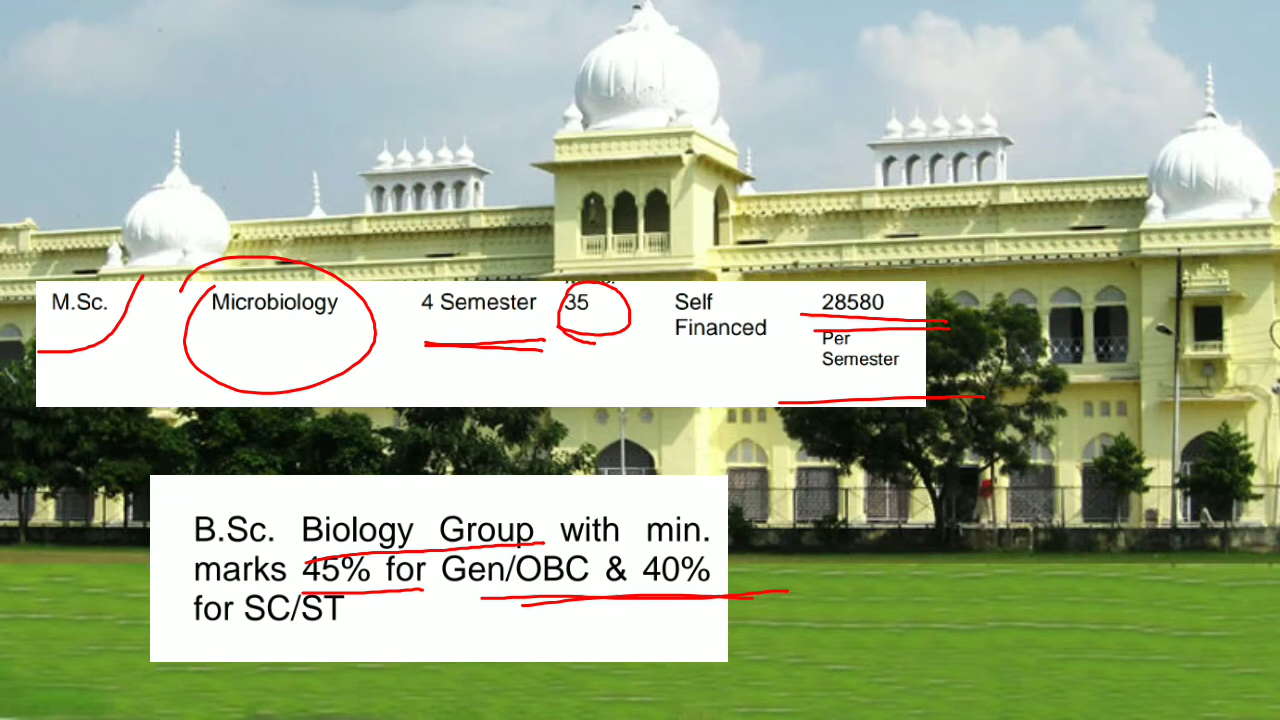 M.Sc. Microbiology 4 Semester 35 Self Financed 28580 Per Semester
B.Sc. Biology Group with min.
marks 45% for Gen/OBC & 40%
for SC/ST